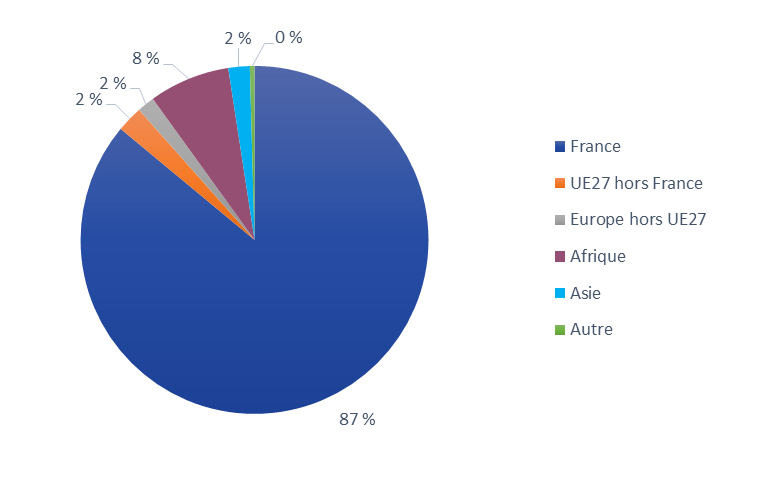 2 %
0 %
8 %
2 %
2 %
87 %
France
UE27 hors France
Europe hors UE27
Afrique
Asie
Autre